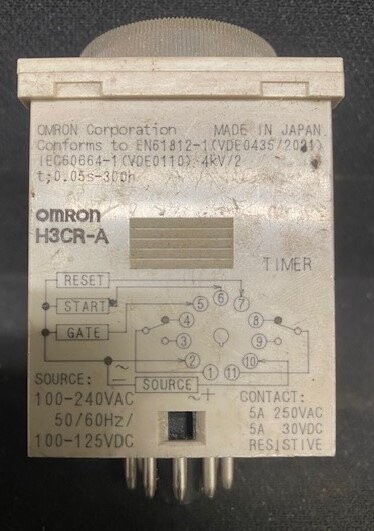 OMRON Corporation MADE IN JAPAN
Conforms to EN61812-1(VDE0435/2021)
IEC60664-1(VDE0110) 4kV/2
t;0.05s-300h
omron
H3CR-A
TIMER
RESET
START
GATE
6
5 7
4 8
3 9
2 10
1 11
~
−
SOURCE
~ +
SOURCE:
100-240VAC
50/60Hz/
100-125VDC
CONTACT:
5A 250VAC
5A 30VDC
RESISTIVE